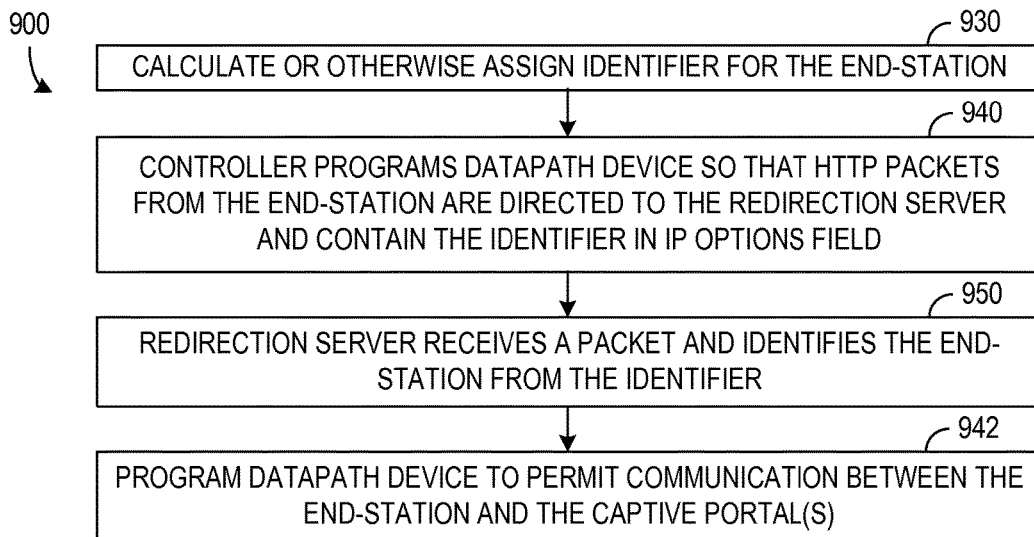 900
930
CALCULATE OR OTHERWISE ASSIGN IDENTIFIER FOR THE END-STATION
940
CONTROLLER PROGRAMS DATAPATH DEVICE SO THAT HTTP PACKETS
FROM THE END-STATION ARE DIRECTED TO THE REDIRECTION SERVER
AND CONTAIN THE IDENTIFIER IN IP OPTIONS FIELD
950
REDIRECTION SERVER RECEIVES A PACKET AND IDENTIFIES THE END-
STATION FROM THE IDENTIFIER
942
PROGRAM DATAPATH DEVICE TO PERMIT COMMUNICATION BETWEEN THE
END-STATION AND THE CAPTIVE PORTAL(S)